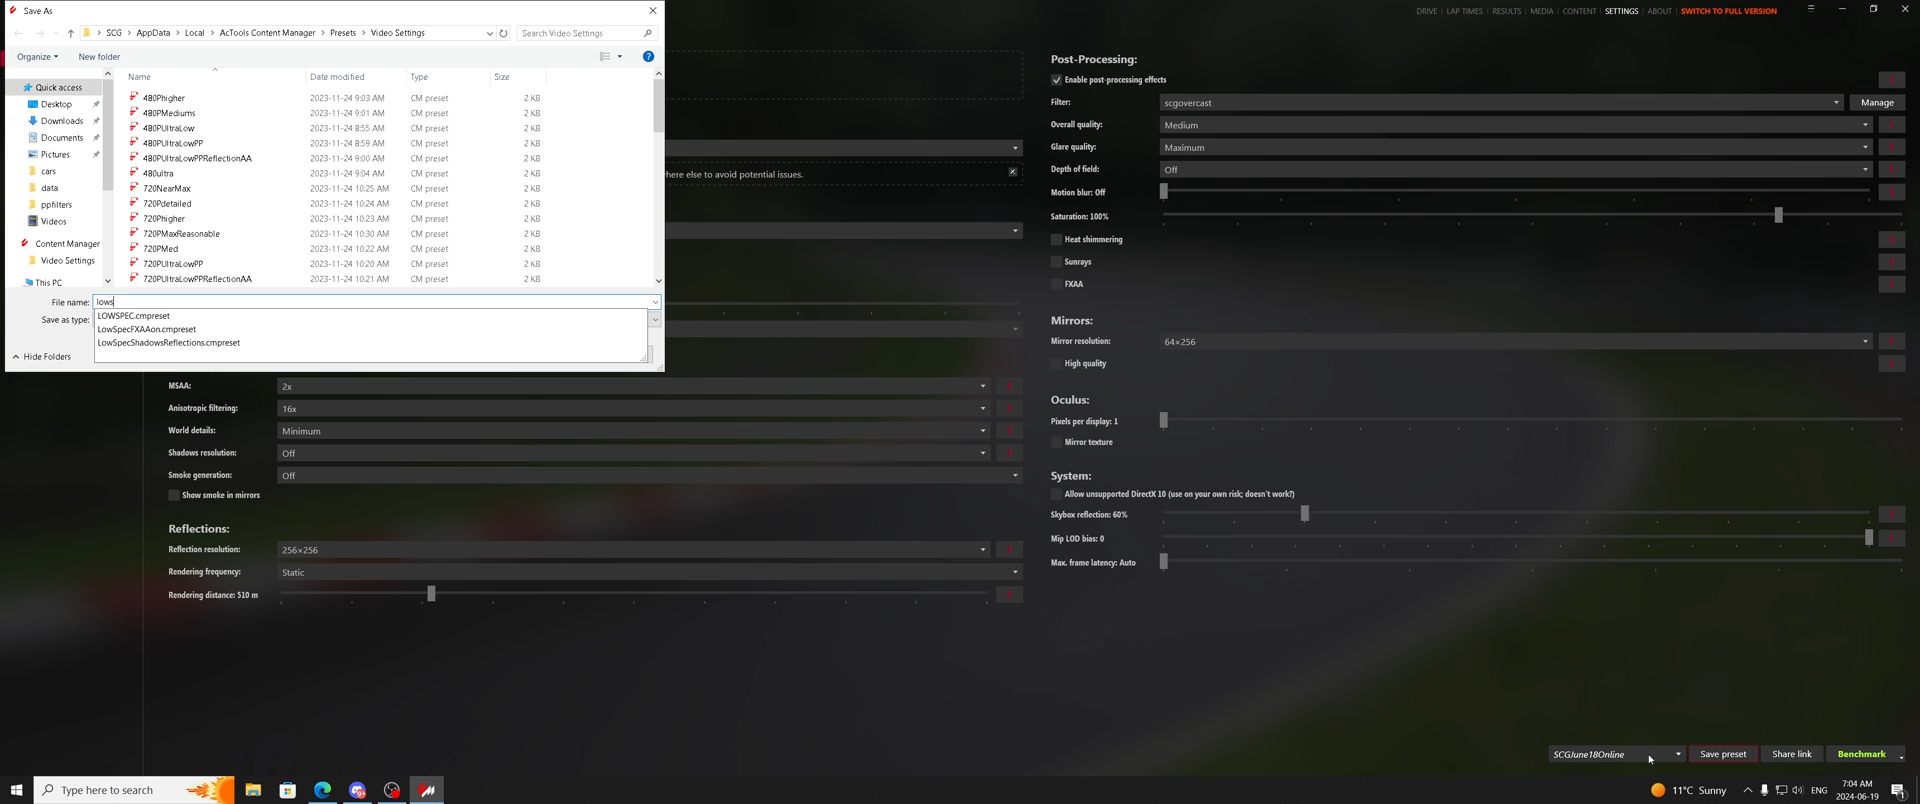 Save As
DRIVE | LAP TIMES | RESULTS | MEDIA | CONTENT | SETTINGS | ABOUT | SWITCH TO FULL VERSION
SCG > AppData > Local > AcTools Content Manager > Presets > Video Settings
Search Video Settings
Organize
New folder
Name
Date modified
Type
Size
Quick access
Desktop
Downloads
Documents
Pictures
cars
data
ppfilters
Videos
Content Manager
Video Settings
This PC
480Phigher 2023-11-24 9:03 AM CM preset 2 KB
480PMediums 2023-11-24 9:01 AM CM preset 2 KB
480PUltraLow 2023-11-24 8:55 AM CM preset 2 KB
480PUltraLowPP 2023-11-24 8:59 AM CM preset 2 KB
480PUltraLowPPReflectionAA 2023-11-24 9:00 AM CM preset 2 KB
480ultra 2023-11-24 9:04 AM CM preset 2 KB
720NearMax 2023-11-24 10:25 AM CM preset 2 KB
720Pdetailed 2023-11-24 10:24 AM CM preset 2 KB
720Phigher 2023-11-24 10:23 AM CM preset 2 KB
720PMaxReasonable 2023-11-24 10:30 AM CM preset 2 KB
720PMed 2023-11-24 10:22 AM CM preset 2 KB
720PUltraLowPP 2023-11-24 10:20 AM CM preset 2 KB
720PUltraLowPPReflectionAA 2023-11-24 10:21 AM CM preset 2 KB
File name: lows
Save as type:
LOWSPEC.cmpreset
LowSpecFXAAon.cmpreset
LowSpecShadowsReflections.cmpreset
Hide Folders
here else to avoid potential issues.
MSAA: 2x
Anisotropic filtering: 16x
World details: Minimum
Shadows resolution: Off
Smoke generation: Off
Show smoke in mirrors
Reflections:
Reflection resolution: 256×256
Rendering frequency: Static
Rendering distance: 510 m
Post-Processing:
Enable post-processing effects
Filter: scgovercast Manage
Overall quality: Medium
Glare quality: Maximum
Depth of field: Off
Motion blur: Off
Saturation: 100%
Heat shimmering
Sunrays
FXAA
Mirrors:
Mirror resolution: 64×256
High quality
Oculus:
Pixels per display: 1
Mirror texture
System:
Allow unsupported DirectX 10 (use on your own risk; doesn't work?)
Skybox reflection: 60%
Mip LOD bias: 0
Max. frame latency: Auto
SCGJune18Online
Save preset
Share link
Benchmark
Type here to search
11°C Sunny
ENG
7:04 AM
2024-06-19